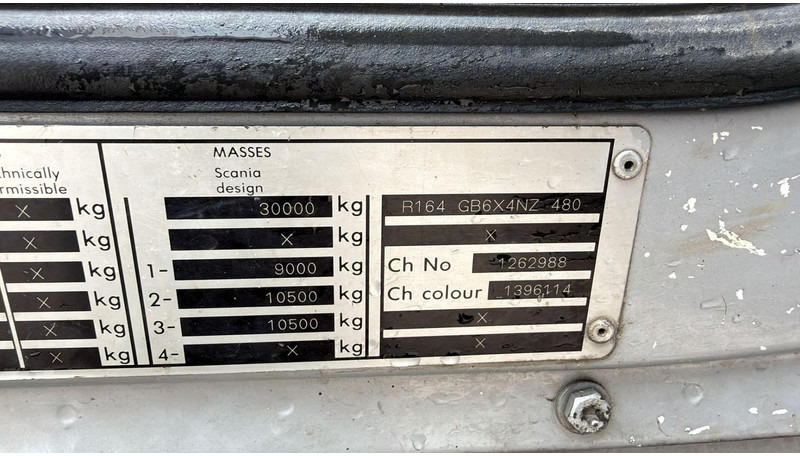 MASSES
hnically
rmissible
Scania
design
X kg
30000 kg
R164 GB6X4NZ 480
X kg
X kg
X
X kg
1- 9000 kg
Ch No 1262988
X kg
2- 10500 kg
Ch colour 1396114
X kg
3- 10500 kg
X
X kg
4- X kg
X